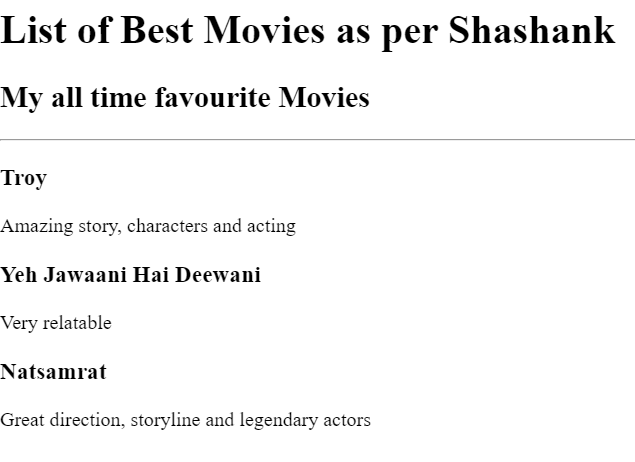 List of Best Movies as per Shashank
My all time favourite Movies
Troy
Amazing story, characters and acting
Yeh Jawaani Hai Deewani
Very relatable
Natsamrat
Great direction, storyline and legendary actors